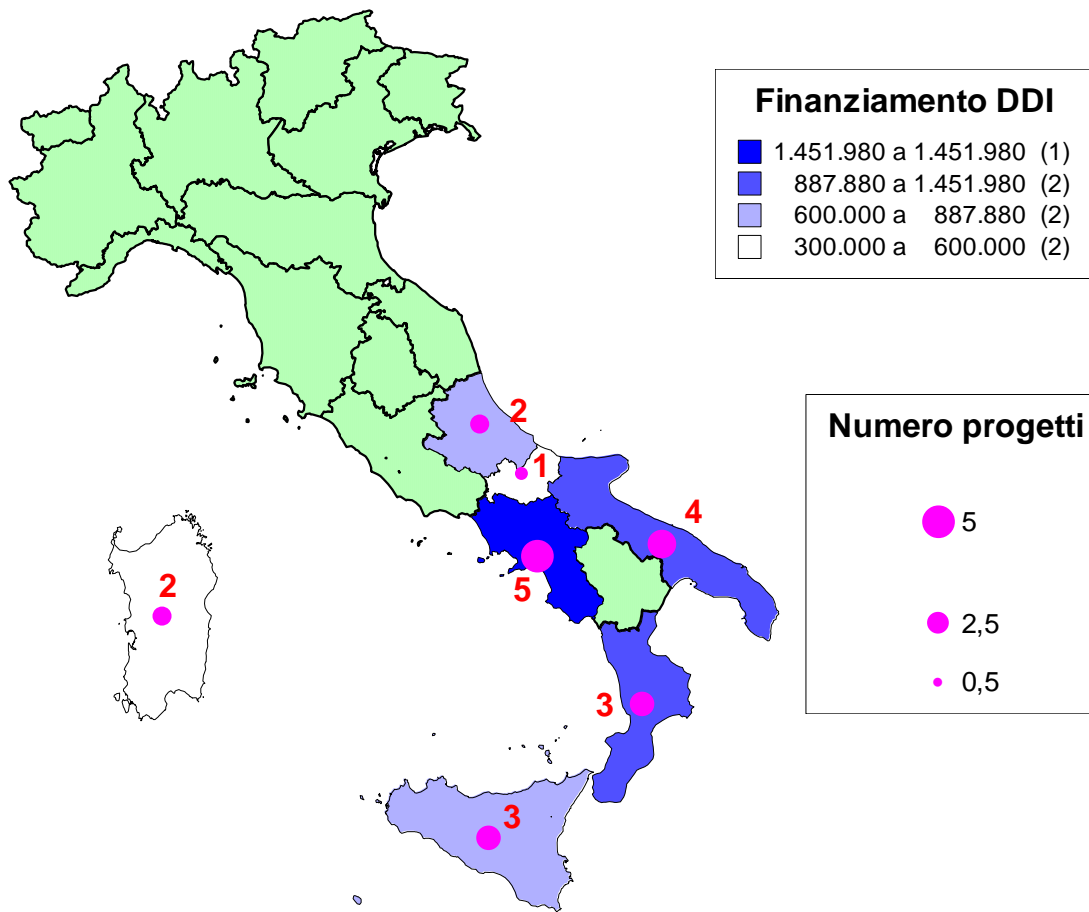 Finanziamento DDI
1.451.980 a 1.451.980 (1)
887.880 a 1.451.980 (2)
600.000 a 887.880 (2)
300.000 a 600.000 (2)
2
1
Numero progetti
4
5
2
5
2,5
3
0,5
3